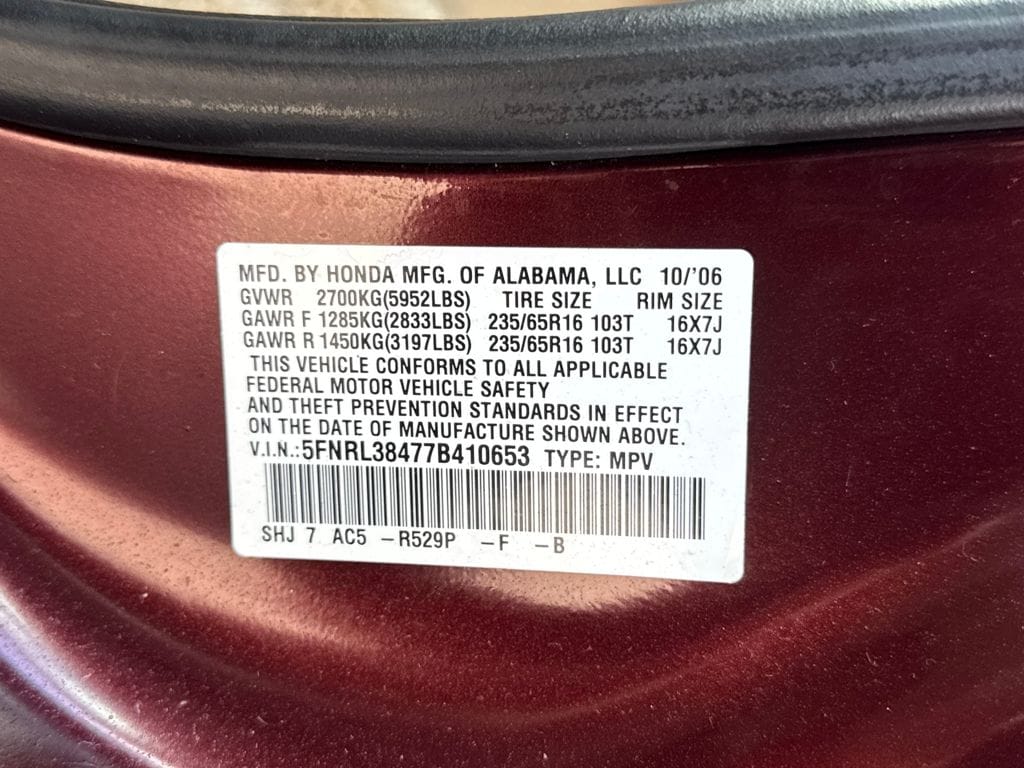 MFD. BY HONDA MFG. OF ALABAMA, LLC 10/'06
GVWR 2700KG(5952LBS) TIRE SIZE RIM SIZE
GAWR F 1285KG(2833LBS) 235/65R16 103T 16X7J
GAWR R 1450KG(3197LBS) 235/65R16 103T 16X7J
THIS VEHICLE CONFORMS TO ALL APPLICABLE
FEDERAL MOTOR VEHICLE SAFETY
AND THEFT PREVENTION STANDARDS IN EFFECT
ON THE DATE OF MANUFACTURE SHOWN ABOVE.
V.I.N.:5FNRL38477B410653 TYPE: MPV
SHJ 7 AC5 –R529P –F –B